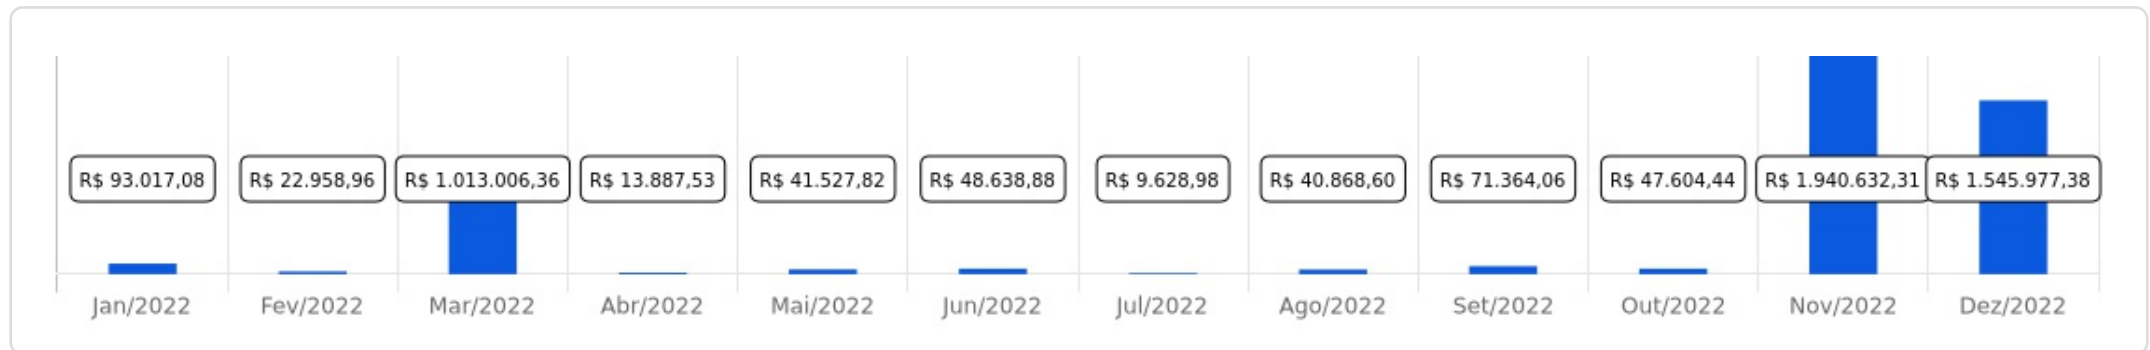 R$ 93.017,08 R$ 22.958,96 R$ 1.013.006,36 R$ 13.887,53 R$ 41.527,82 R$ 48.638,88 R$ 9.628,98 R$ 40.868,60 R$ 71.364,06 R$ 47.604,44 R$ 1.940.632,31 R$ 1.545.977,38
Jan/2022 Fev/2022 Mar/2022 Abr/2022 Mai/2022 Jun/2022 Jul/2022 Ago/2022 Set/2022 Out/2022 Nov/2022 Dez/2022